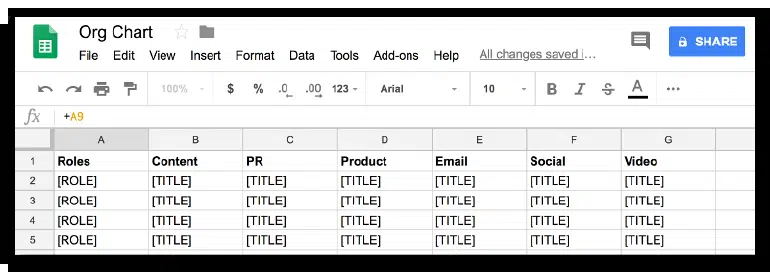 Org Chart
File Edit View Insert Format Data Tools Add-ons Help All changes saved i...
SHARE
100% $ % .0 .00 123 Arial 10 B I S A ...
fx +A9
A B C D E F G
1 Roles Content PR Product Email Social Video
2 [ROLE] [TITLE] [TITLE] [TITLE] [TITLE] [TITLE] [TITLE]
3 [ROLE] [TITLE] [TITLE] [TITLE] [TITLE] [TITLE] [TITLE]
4 [ROLE] [TITLE] [TITLE] [TITLE] [TITLE] [TITLE] [TITLE]
5 [ROLE] [TITLE] [TITLE] [TITLE] [TITLE] [TITLE] [TITLE]